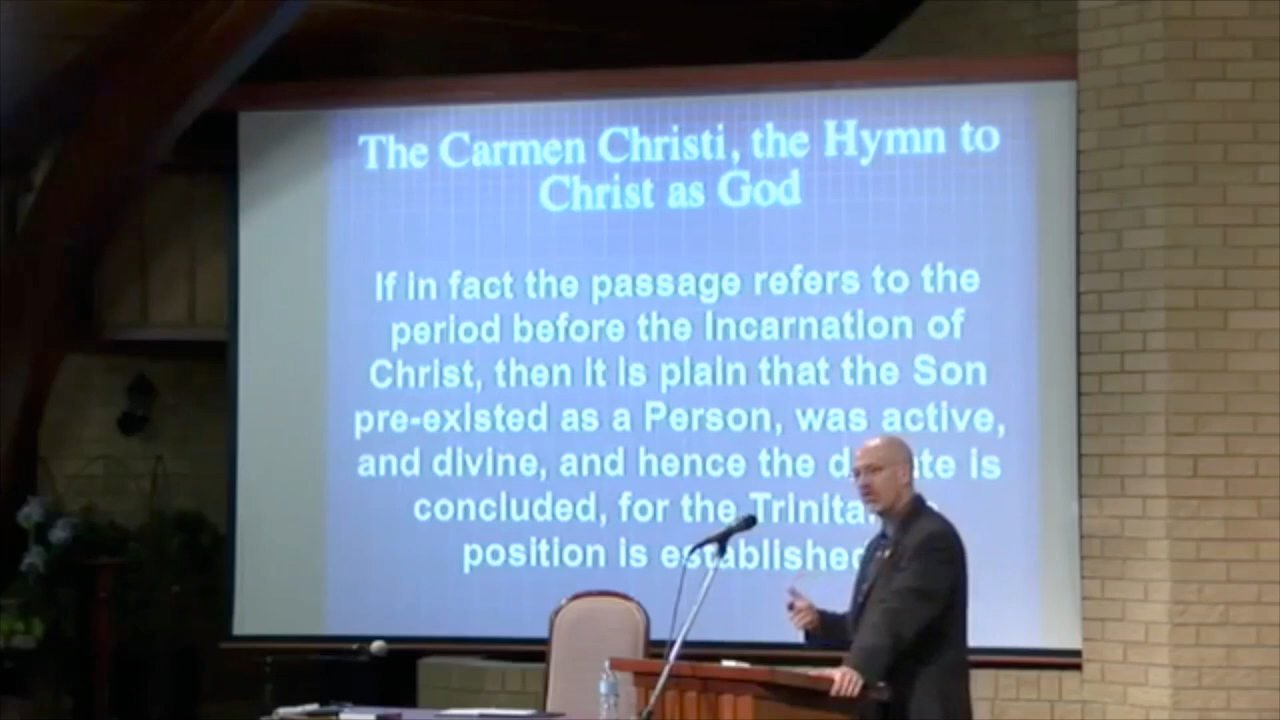 The Carmen Christi, the Hymn to
Christ as God
If in fact the passage refers to the
period before the Incarnation of
Christ, then it is plain that the Son
pre-existed as a Person, was active,
and divine, and hence the is
concluded, for the
position is established